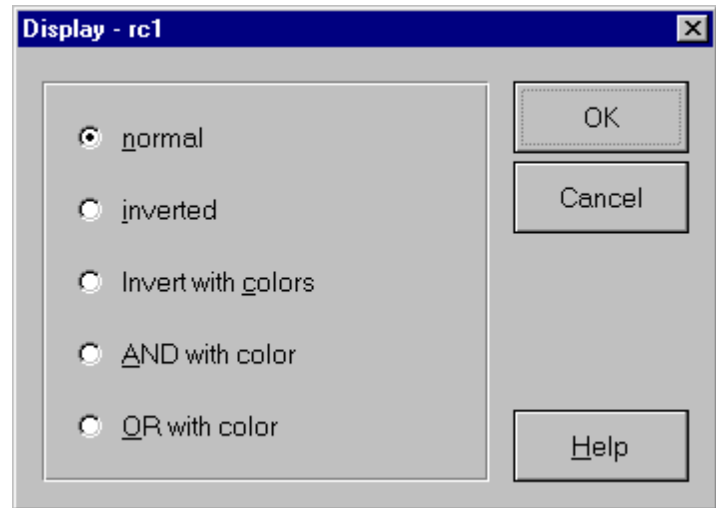 Display - rc1
normal
inverted
Invert with colors
AND with color
OR with color
OK
Cancel
Help